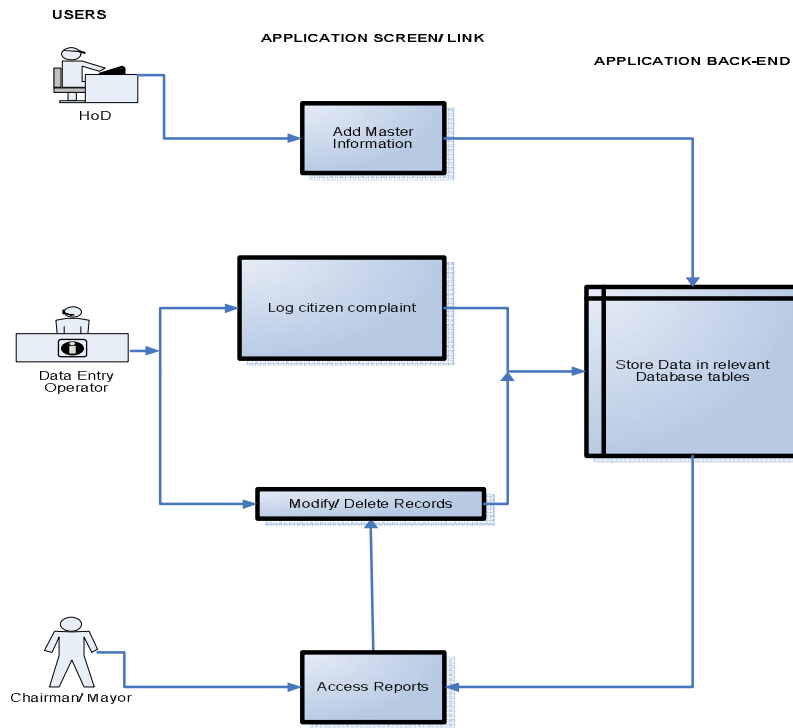 USERS
APPLICATION SCREEN/ LINK
APPLICATION BACK-END
HoD
Add Master
Information
Log citizen complaint
Data Entry
Operator
Store Data in relevant
Database tables
Modify/ Delete Records
Chairman/ Mayor
Access Reports